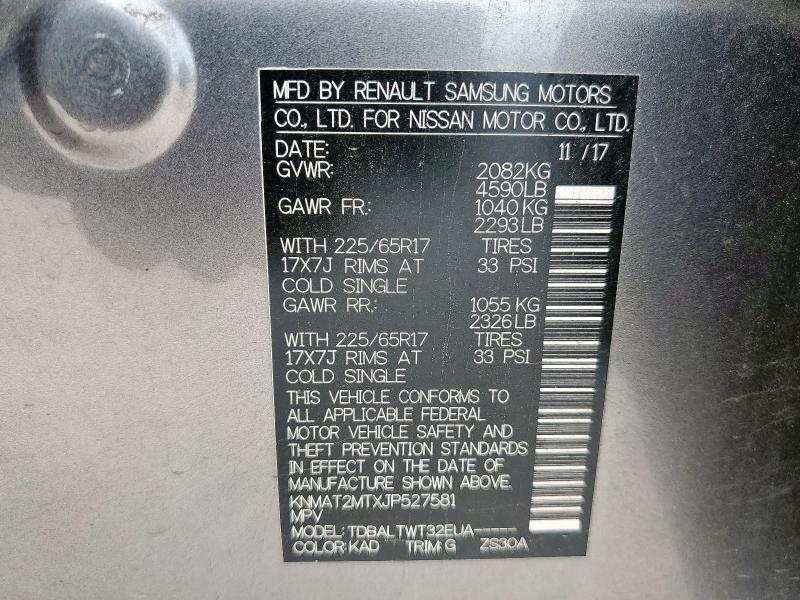 MFD BY RENAULT SAMSUNG MOTORS
CO., LTD. FOR NISSAN MOTOR CO., LTD.
DATE: 11 / 17
GVWR: 2082KG
4590LB
GAWR FR.: 1040 KG
2293 LB
WITH 225/65R17 TIRES
17X7J RIMS AT 33 PSI
COLD SINGLE
GAWR RR.: 1055 KG
2326 LB
WITH 225/65R17 TIRES
17X7J RIMS AT 33 PSI
COLD SINGLE
THIS VEHICLE CONFORMS TO
ALL APPLICABLE FEDERAL
MOTOR VEHICLE SAFETY AND
THEFT PREVENTION STANDARDS
IN EFFECT ON THE DATE OF
MANUFACTURE SHOWN ABOVE.
KNMAT2MTXJP527581
MPV
MODEL: TDBALTWT32EUA-----
COLOR: KAD TRIM: G ZS30A